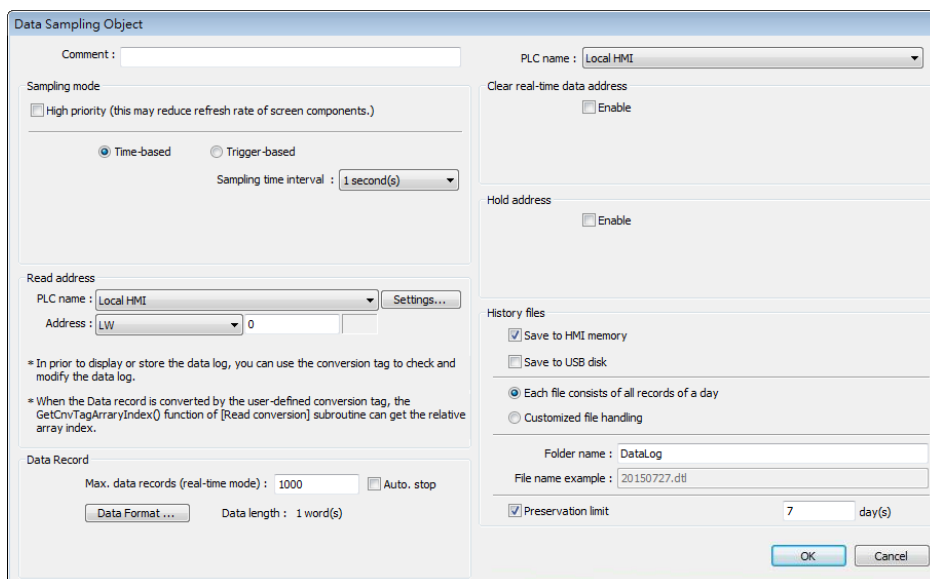 Data Sampling Object
Comment :
Sampling mode
High priority (this may reduce refresh rate of screen components.)
Time-based Trigger-based
Sampling time interval : 1 second(s)
Read address
PLC name : Local HMI Settings...
Address : LW 0
* In prior to display or store the data log, you can use the conversion tag to check and
modify the data log.
* When the Data record is converted by the user-defined conversion tag, the
GetCnvTagArraryIndex() function of [Read conversion] subroutine can get the relative
array index.
Data Record
Max. data records (real-time mode) : 1000 Auto. stop
Data Format ... Data length : 1 word(s)
PLC name : Local HMI
Clear real-time data address
Enable
Hold address
Enable
History files
Save to HMI memory
Save to USB disk
Each file consists of all records of a day
Customized file handling
Folder name : DataLog
File name example : 20150727.dtl
Preservation limit 7 day(s)
OK Cancel